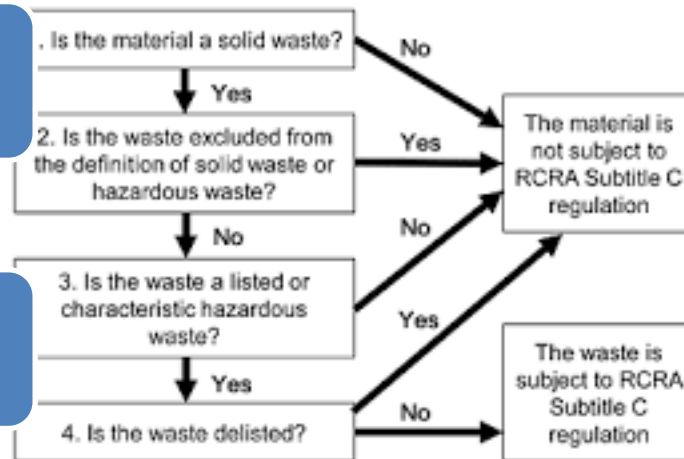 . Is the material a solid waste?
No
Yes
2. Is the waste excluded from
the definition of solid waste or
hazardous waste?
Yes
The material is
not subject to
RCRA Subtitle C
regulation
No
No
3. Is the waste a listed or
characteristic hazardous
waste?
Yes
Yes
The waste is
subject to RCRA
Subtitle C
regulation
No
4. Is the waste delisted?